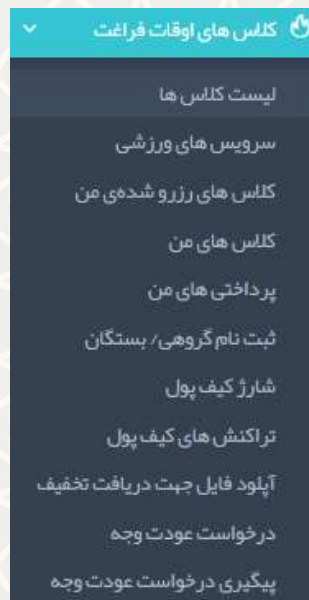 کلاس های اوقات فراغت
لیست کلاس ها
سرویس های ورزشی
کلاس های رزرو شده‌ی من
کلاس های من
پرداختی های من
ثبت نام گروهی/ بستگان
شارژ کیف پول
تراکنش های کیف پول
آپلود فایل جهت دریافت تخفیف
درخواست عودت وجه
پیگیری درخواست عودت وجه